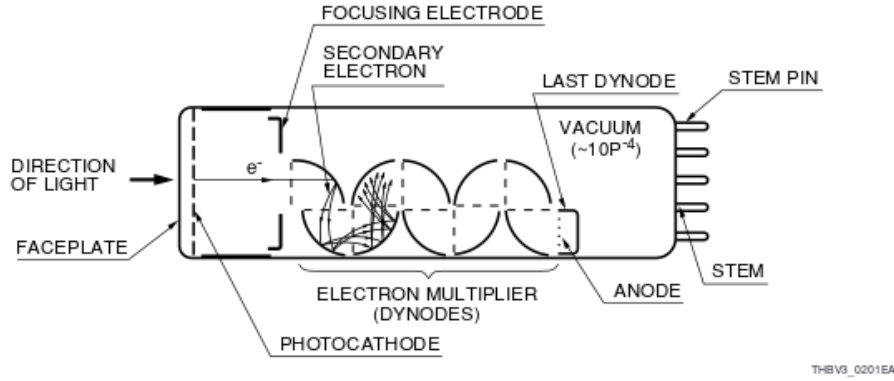 FOCUSING ELECTRODE
SECONDARY
ELECTRON
LAST DYNODE
STEM PIN
VACUUM
(~10P-4)
DIRECTION
OF LIGHT
e-
FACEPLATE
STEM
ELECTRON MULTIPLIER
(DYNODES)
ANODE
PHOTOCATHODE
THBV3_0201EA